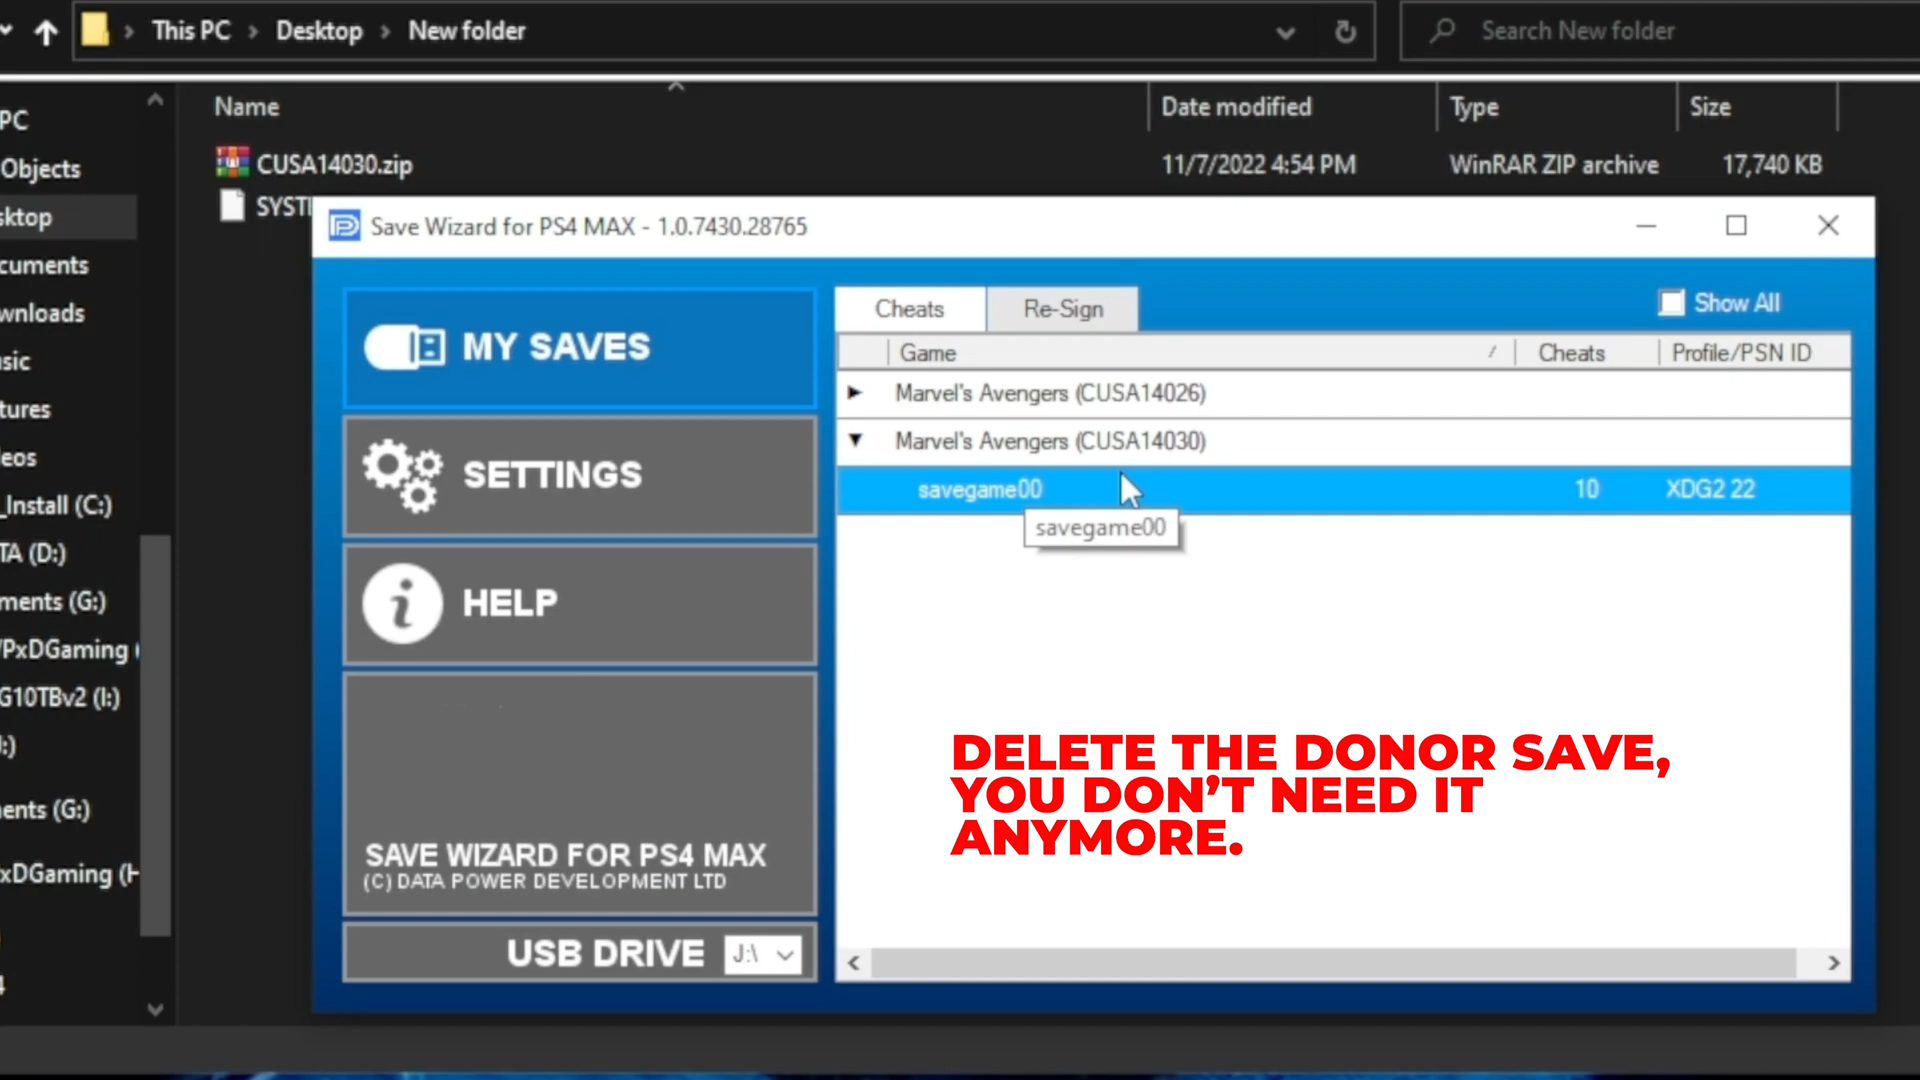 This PC
Desktop
New folder
Search New folder
Name
Date modified
Type
Size
PC
Objects
sktop
cuments
wnloads
sic
tures
eos
_Install (C:)
TA (D:)
ments (G:)
PxDGaming
G10TBv2 (I:)
:)
ents (G:)
xDGaming (H
CUSA14030.zip
11/7/2022 4:54 PM
WinRAR ZIP archive
17,740 KB
SYSTE
Save Wizard for PS4 MAX - 1.0.7430.28765
MY SAVES
SETTINGS
HELP
SAVE WIZARD FOR PS4 MAX
(C) DATA POWER DEVELOPMENT LTD
USB DRIVE
J:\
Cheats
Re-Sign
Show All
Game
Cheats
Profile/PSN ID
Marvel's Avengers (CUSA14026)
Marvel's Avengers (CUSA14030)
savegame00
10
XDG2 22
savegame00
DELETE THE DONOR SAVE,
YOU DON'T NEED IT
ANYMORE.